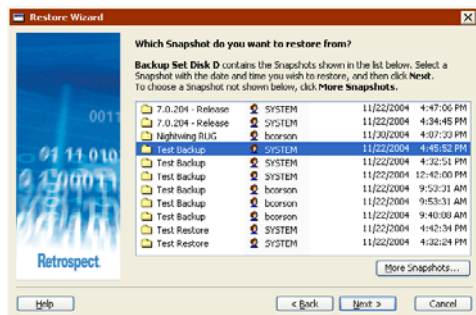 Restore Wizard
Which Snapshot do you want to restore from?
Backup Set Disk D contains the Snapshots shown in the list below. Select a
Snapshot with the date and time you wish to restore, and then click Next.
To choose a Snapshot not shown below, click More Snapshots.
7.0.204 - Release SYSTEM 11/22/2004 4:47:06 PM
7.0.204 - Release SYSTEM 11/22/2004 4:34:45 PM
Nightwing RUG bcorson 11/30/2004 4:07:33 PM
Test Backup SYSTEM 11/22/2004 4:45:52 PM
Test Backup SYSTEM 11/22/2004 4:32:51 PM
Test Backup SYSTEM 11/22/2004 12:42:00 PM
Test Backup bcorson 11/22/2004 9:53:31 AM
Test Backup bcorson 11/22/2004 9:53:31 AM
Test Backup bcorson 11/22/2004 9:40:08 AM
Test Restore SYSTEM 11/22/2004 4:42:34 PM
Test Restore SYSTEM 11/22/2004 4:32:24 PM
Retrospect
More Snapshots...
Help
< Back
Next >
Cancel